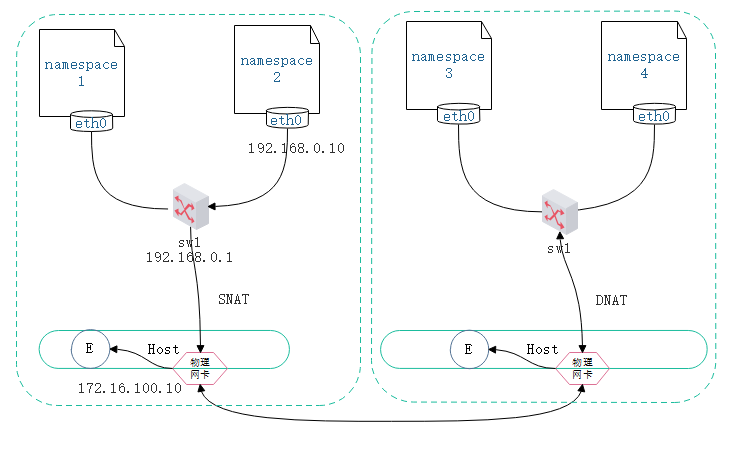 namespace
1
eth0
namespace
2
eth0
192.168.0.10
sw1
192.168.0.1
SNAT
E
Host
物理
网卡
172.16.100.10
namespace
3
eth0
namespace
4
eth0
sw1
DNAT
E
Host
物理
网卡